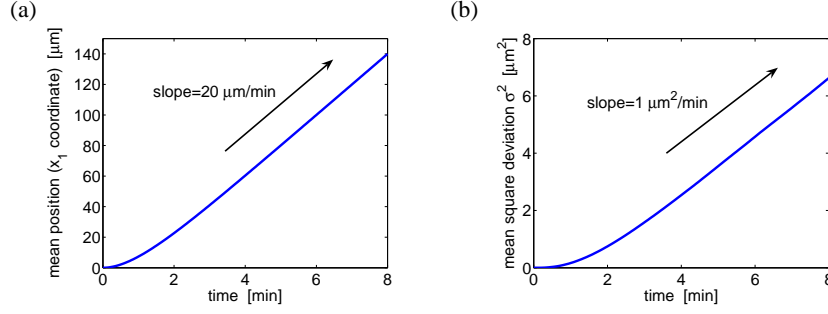 (a)
mean position (x₁ coordinate) [μm]
140
120
100
80
60
40
20
0
slope=20 μm/min
0 2 4 6 8
time [min]
(b)
mean square deviation σ² [μm²]
8
6
4
2
0
slope=1 μm²/min
0 2 4 6 8
time [min]